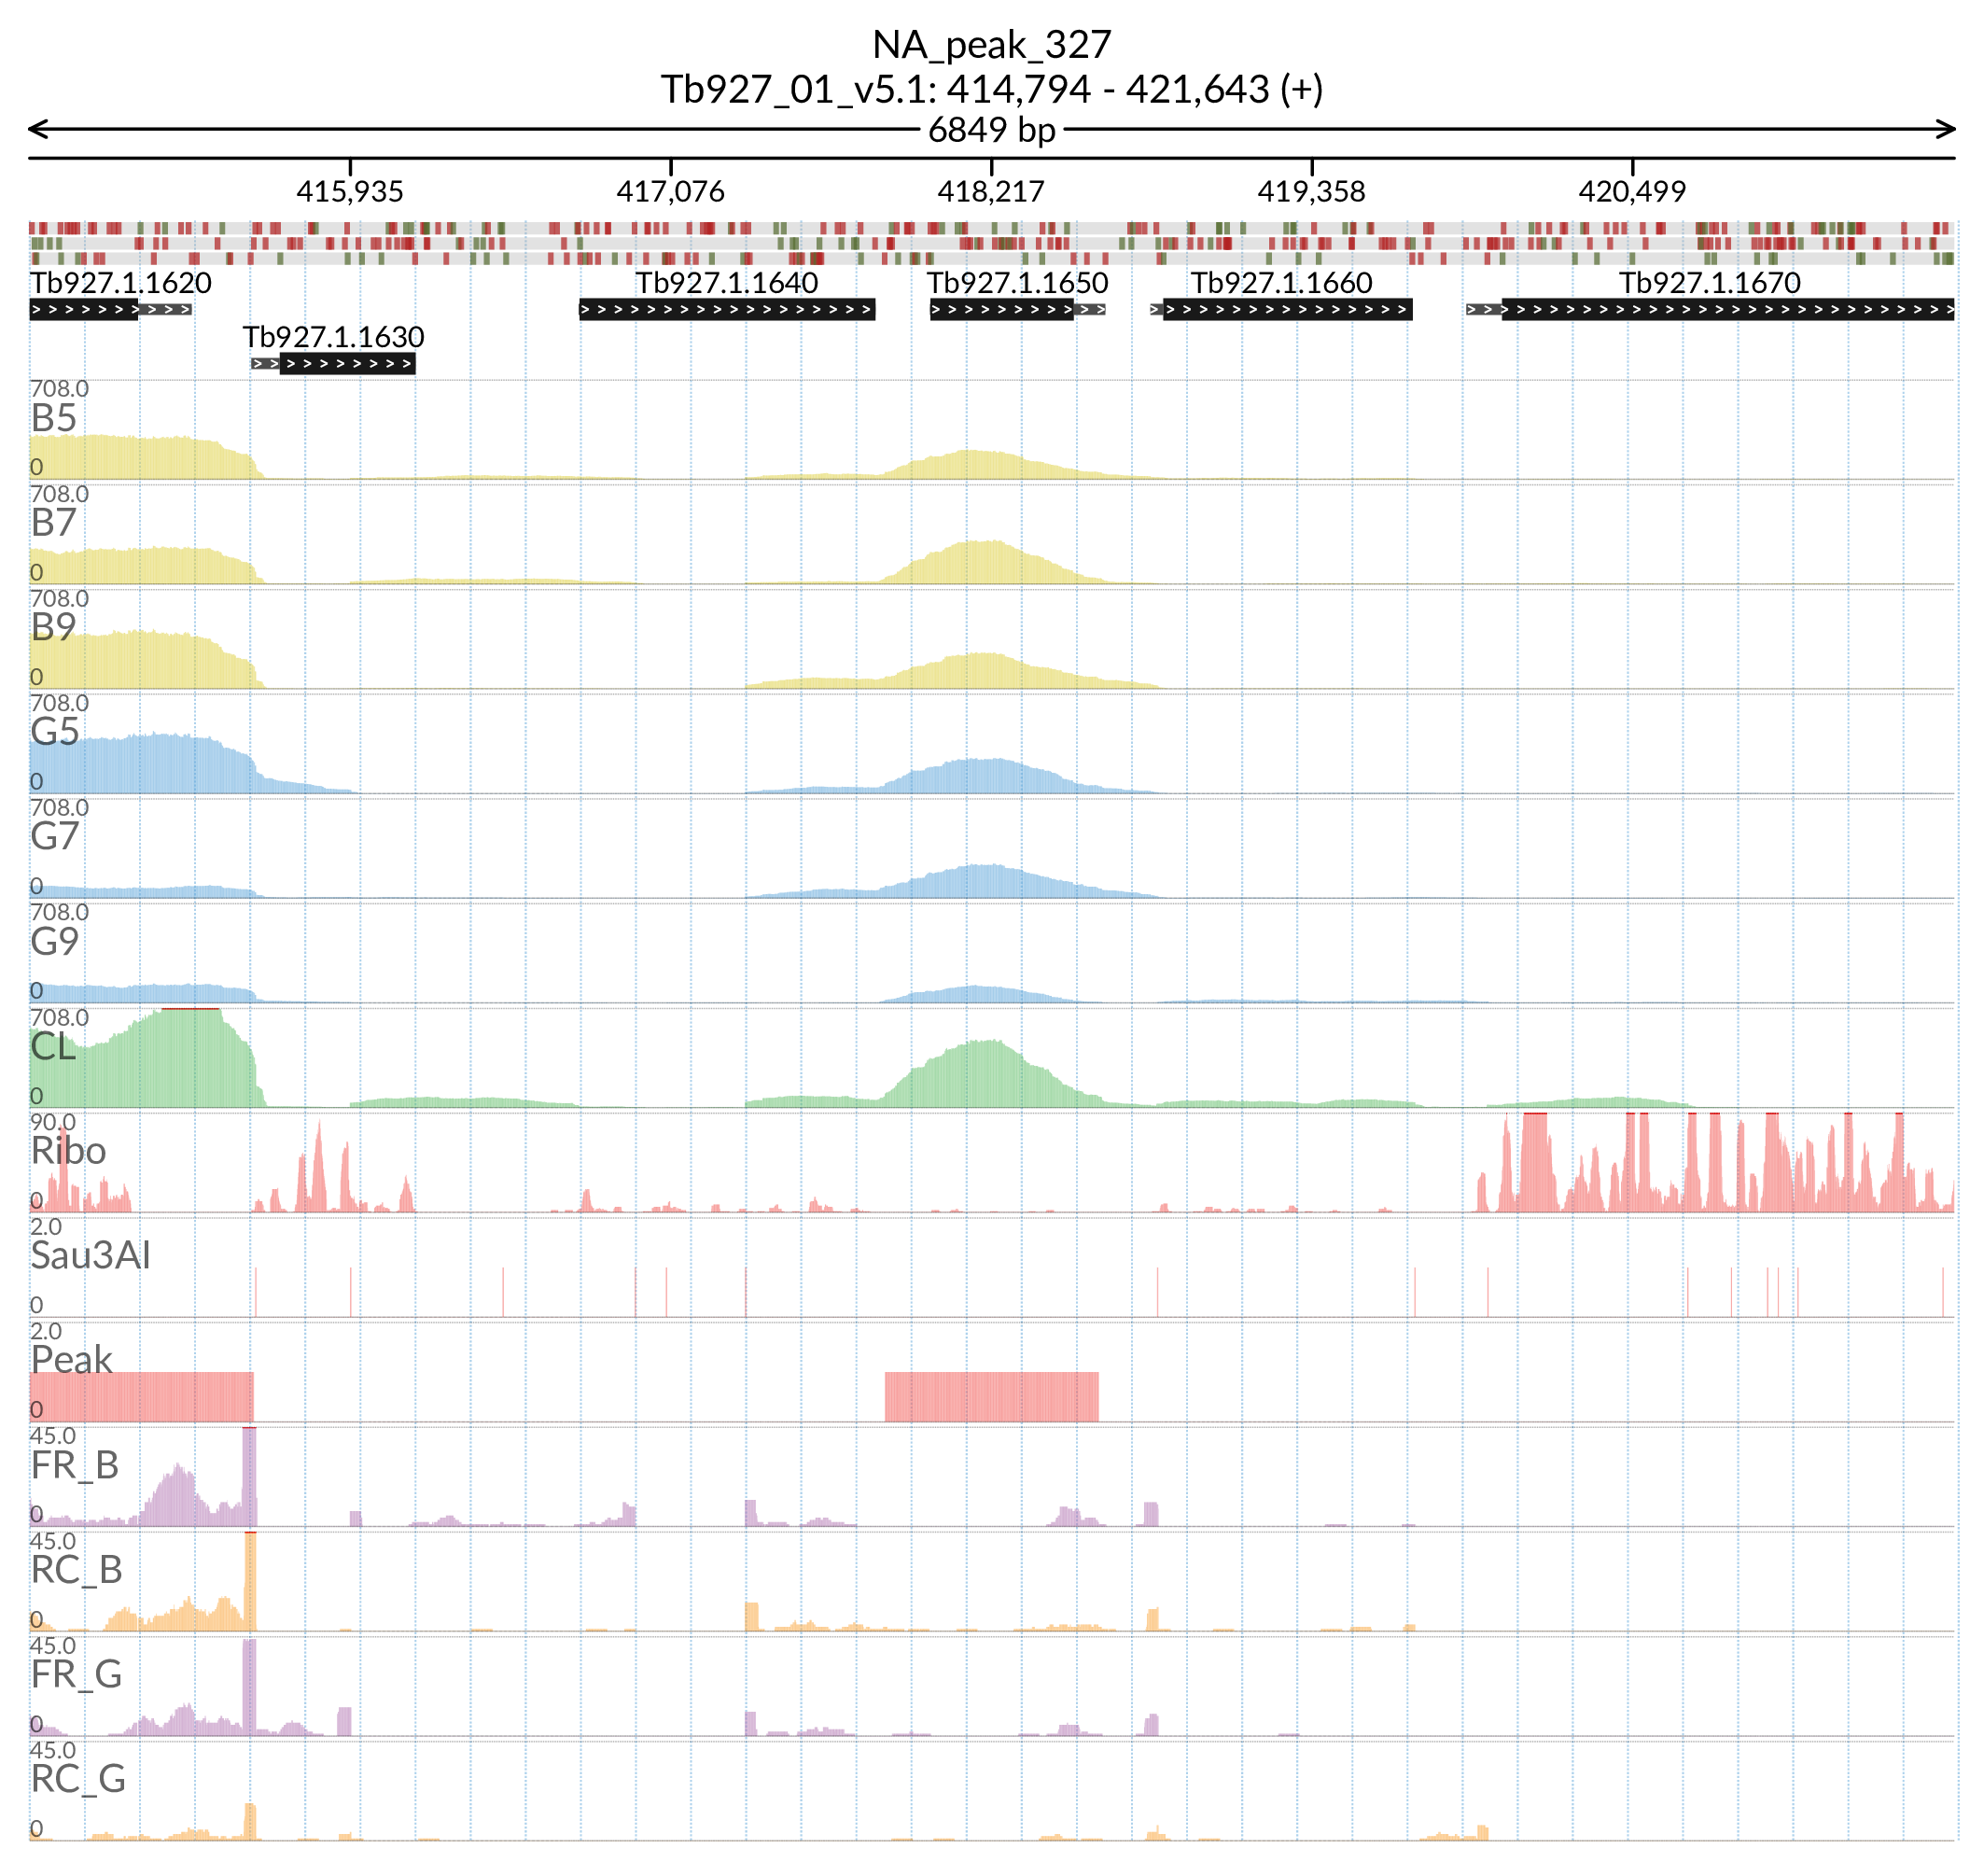 NA_peak_327
Tb927_01_v5.1: 414,794 - 421,643 (+)
6849 bp
415,935 417,076 418,217 419,358 420,499
Tb927.1.1620 Tb927.1.1640 Tb927.1.1650 Tb927.1.1660 Tb927.1.1670
Tb927.1.1630
708.0
B5
0
708.0
B7
0
708.0
B9
0
708.0
G5
0
708.0
G7
0
708.0
G9
0
708.0
CL
0
90.0
Ribo
0
2.0
Sau3AI
0
2.0
Peak
0
45.0
FR_B
0
45.0
RC_B
0
45.0
FR_G
0
45.0
RC_G
0